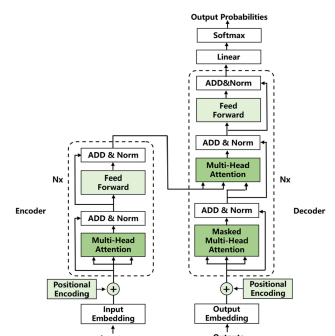 Output Probabilities
Softmax
Linear
ADD&Norm
Feed
Forward
ADD & Norm
Multi-Head
Attention
Nx
ADD & Norm
Masked
Multi-Head
Attention
Decoder
Positional
Encoding
Output
Embedding
ADD & Norm
Feed
Forward
Nx
Encoder
ADD & Norm
Multi-Head
Attention
Positional
Encoding
Input
Embedding